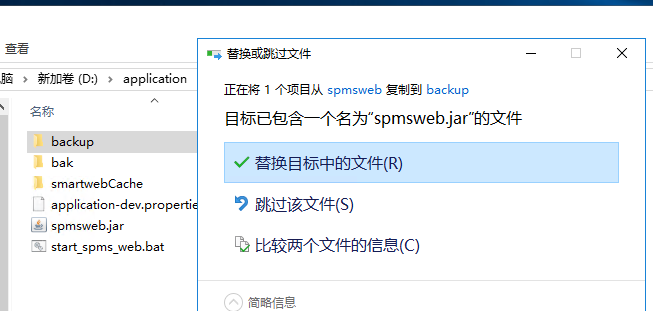 查看
脑 新加卷 (D:) application
名称
backup
bak
smartwebCache
application-dev.propertie
spmsweb.jar
start_spms_web.bat
替换或跳过文件
正在将 1 个项目从 spmsweb 复制到 backup
目标已包含一个名为“spmsweb.jar”的文件
替换目标中的文件(R)
跳过该文件(S)
比较两个文件的信息(C)
简略信息